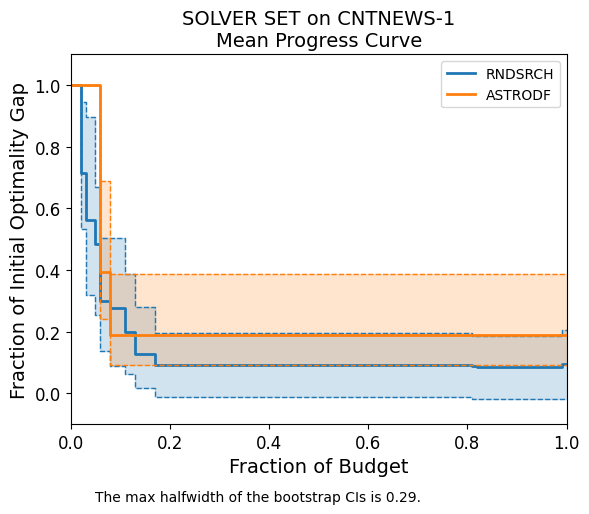 SOLVER SET on CNTNEWS-1
Mean Progress Curve
RNDSRCH
ASTRODF
Fraction of Initial Optimality Gap
1.0
0.8
0.6
0.4
0.2
0.0
0.0 0.2 0.4 0.6 0.8 1.0
Fraction of Budget
The max halfwidth of the bootstrap CIs is 0.29.